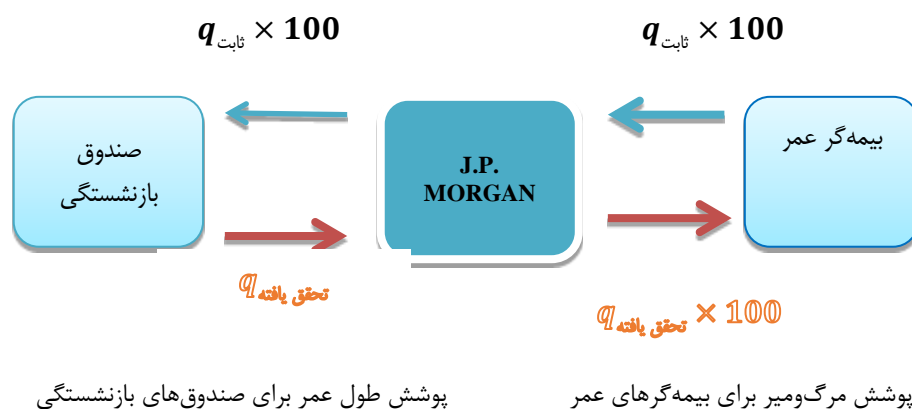 q ثابت × 100
q ثابت × 100
بیمه‌گر عمر
J.P.
MORGAN
صندوق
بازنشستگی
q تحقق یافته
q تحقق یافته × 100
پوشش مرگ‌ومیر برای بیمه‌گرهای عمر
پوشش طول عمر برای صندوق‌های بازنشستگی